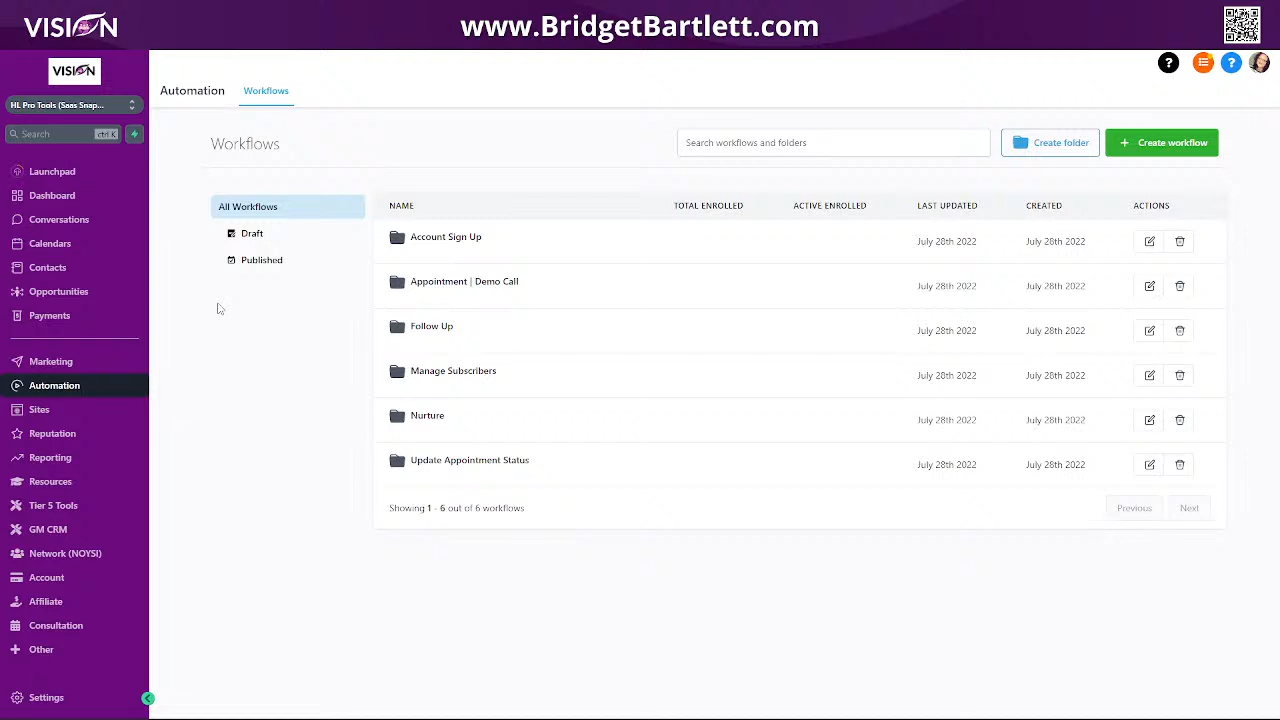 VISION
www.BridgetBartlett.com
VISION
HL Pro Tools (Saas Snap...
Search ctrl K
Launchpad
Dashboard
Conversations
Calendars
Contacts
Opportunities
Payments
Marketing
Automation
Sites
Reputation
Reporting
Resources
Tier 5 Tools
GM CRM
Network (NOYSI)
Account
Affiliate
Consultation
Other
Settings
? ?
Automation Workflows
Workflows
Search workflows and folders
Create folder
+ Create workflow
All Workflows
Draft
Published
NAME TOTAL ENROLLED ACTIVE ENROLLED LAST UPDATED CREATED ACTIONS
Account Sign Up July 28th 2022 July 28th 2022
Appointment | Demo Call July 28th 2022 July 28th 2022
Follow Up July 28th 2022 July 28th 2022
Manage Subscribers July 28th 2022 July 28th 2022
Nurture July 28th 2022 July 28th 2022
Update Appointment Status July 28th 2022 July 28th 2022
Showing 1 - 6 out of 6 workflows
Previous Next